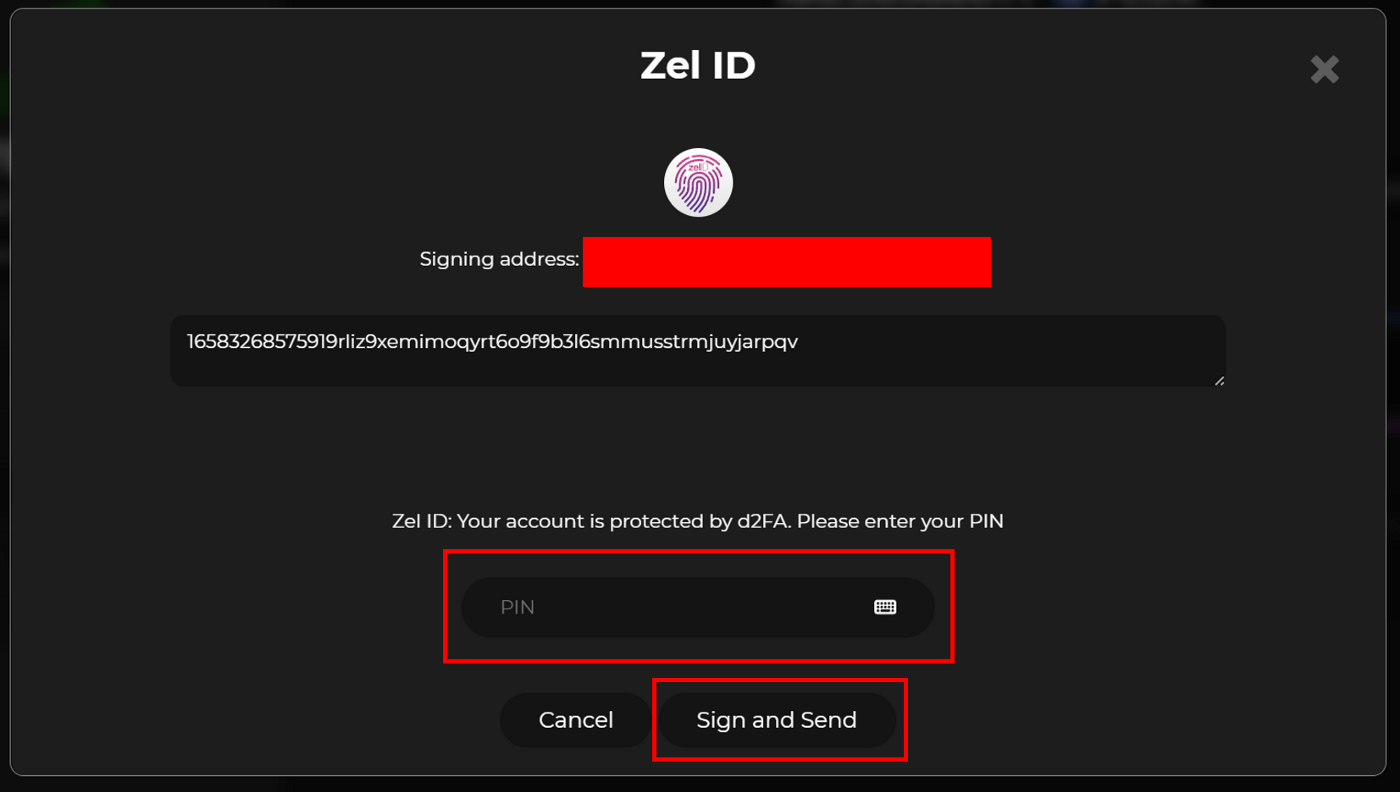 Zel ID
zelID
Signing address:
16583268575919rliz9xemimoqyrt6o9f9b3l6smmusstrmjuyjarpqv
Zel ID: Your account is protected by d2FA. Please enter your PIN
PIN
Cancel
Sign and Send